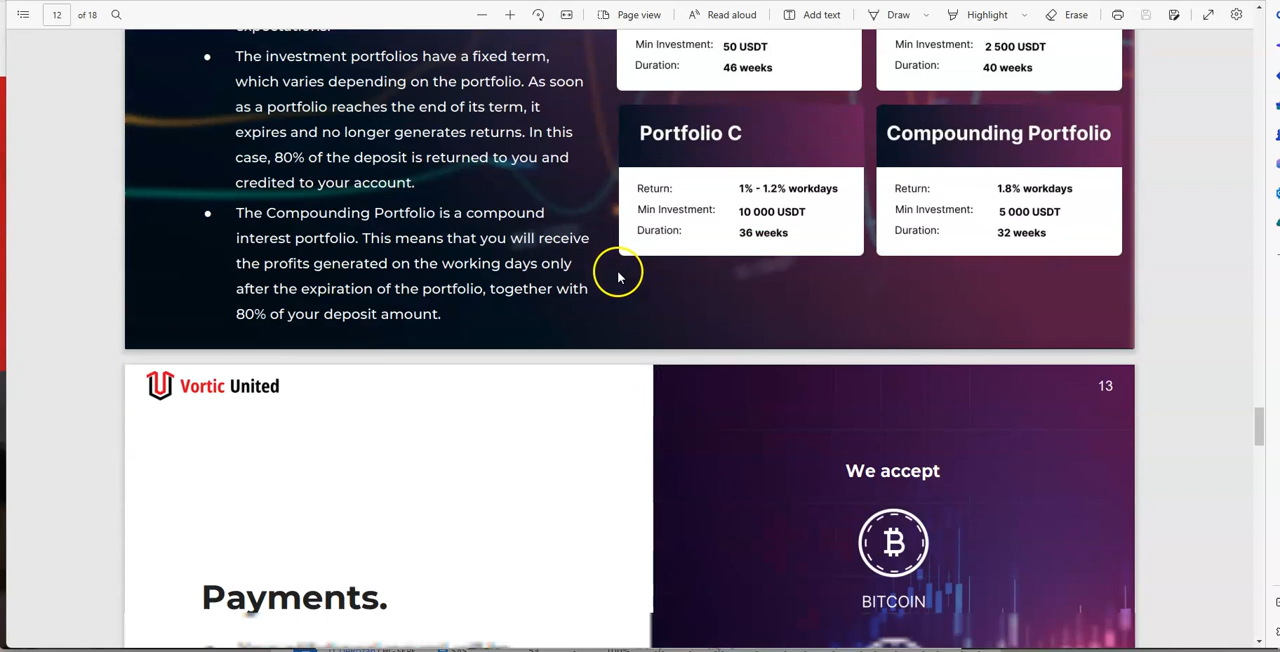 12 of 18 Page view Read aloud Add text Draw Highlight Erase
expectations.
The investment portfolios have a fixed term,
which varies depending on the portfolio. As soon
as a portfolio reaches the end of its term, it
expires and no longer generates returns. In this
case, 80% of the deposit is returned to you and
credited to your account.
The Compounding Portfolio is a compound
interest portfolio. This means that you will receive
the profits generated on the working days only
after the expiration of the portfolio, together with
80% of your deposit amount.
Min Investment: 50 USDT
Duration: 46 weeks
Min Investment: 2 500 USDT
Duration: 40 weeks
Portfolio C
Return: 1% - 1.2% workdays
Min Investment: 10 000 USDT
Duration: 36 weeks
Compounding Portfolio
Return: 1.8% workdays
Min Investment: 5 000 USDT
Duration: 32 weeks
Vortic United
13
Payments.
We accept
BITCOIN